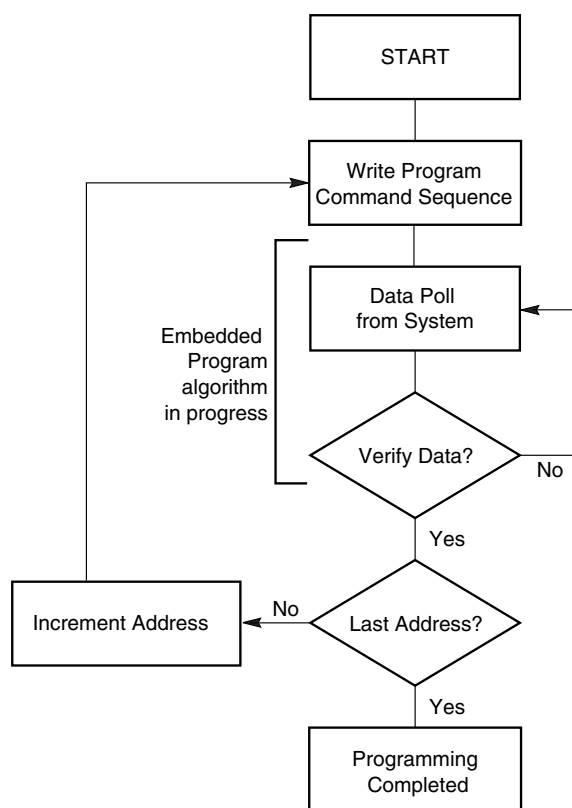 START
Write Program
Command Sequence
Data Poll
from System
Embedded
Program
algorithm
in progress
Verify Data?
No
Yes
Last Address?
No
Increment Address
Yes
Programming
Completed